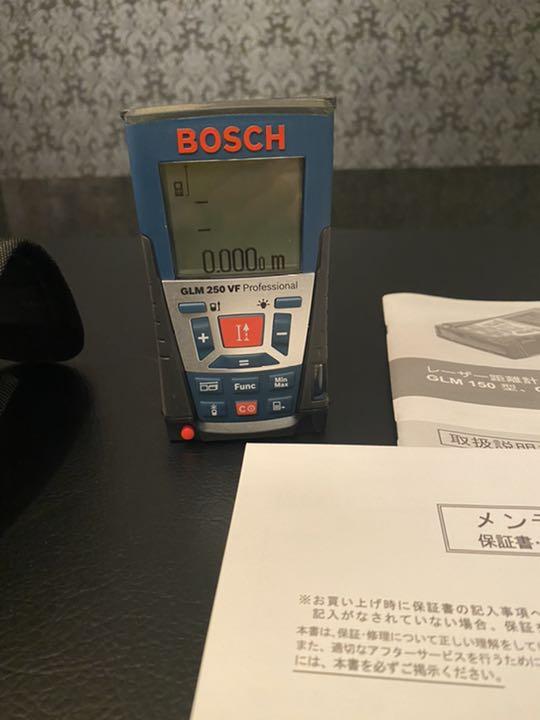 BOSCH
0.0000 m
GLM 250 VF Professional
Func
Min
Max
C
レーザー距離計
GLM 150 型、
取扱説明
メンテ
保証書・
※お買い上げ時に保証書の記入事項へ
記入がなされていない場合、保証
本書は、保証・修理について正しい理解をして
また、適切なアフターサービスを行うために
には、本書を必ずご掲示ください。